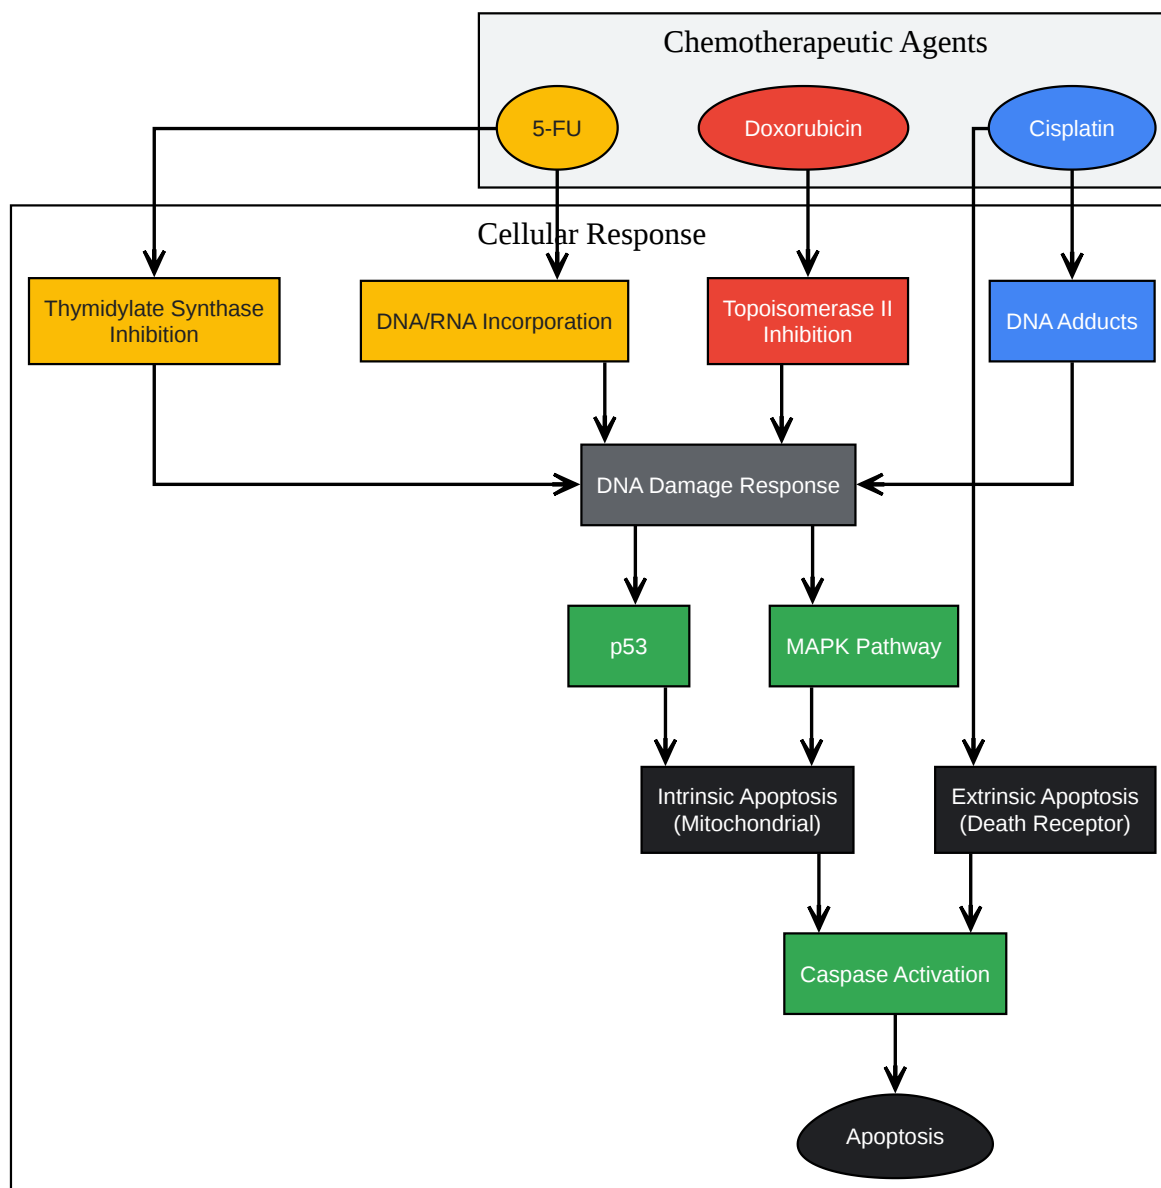 Chemotherapeutic Agents
5-FU
Doxorubicin
Cisplatin
Cellular Response
Thymidylate Synthase
Inhibition
DNA/RNA Incorporation
Topoisomerase II
Inhibition
DNA Adducts
DNA Damage Response
p53
MAPK Pathway
Intrinsic Apoptosis
(Mitochondrial)
Extrinsic Apoptosis
(Death Receptor)
Caspase Activation
Apoptosis